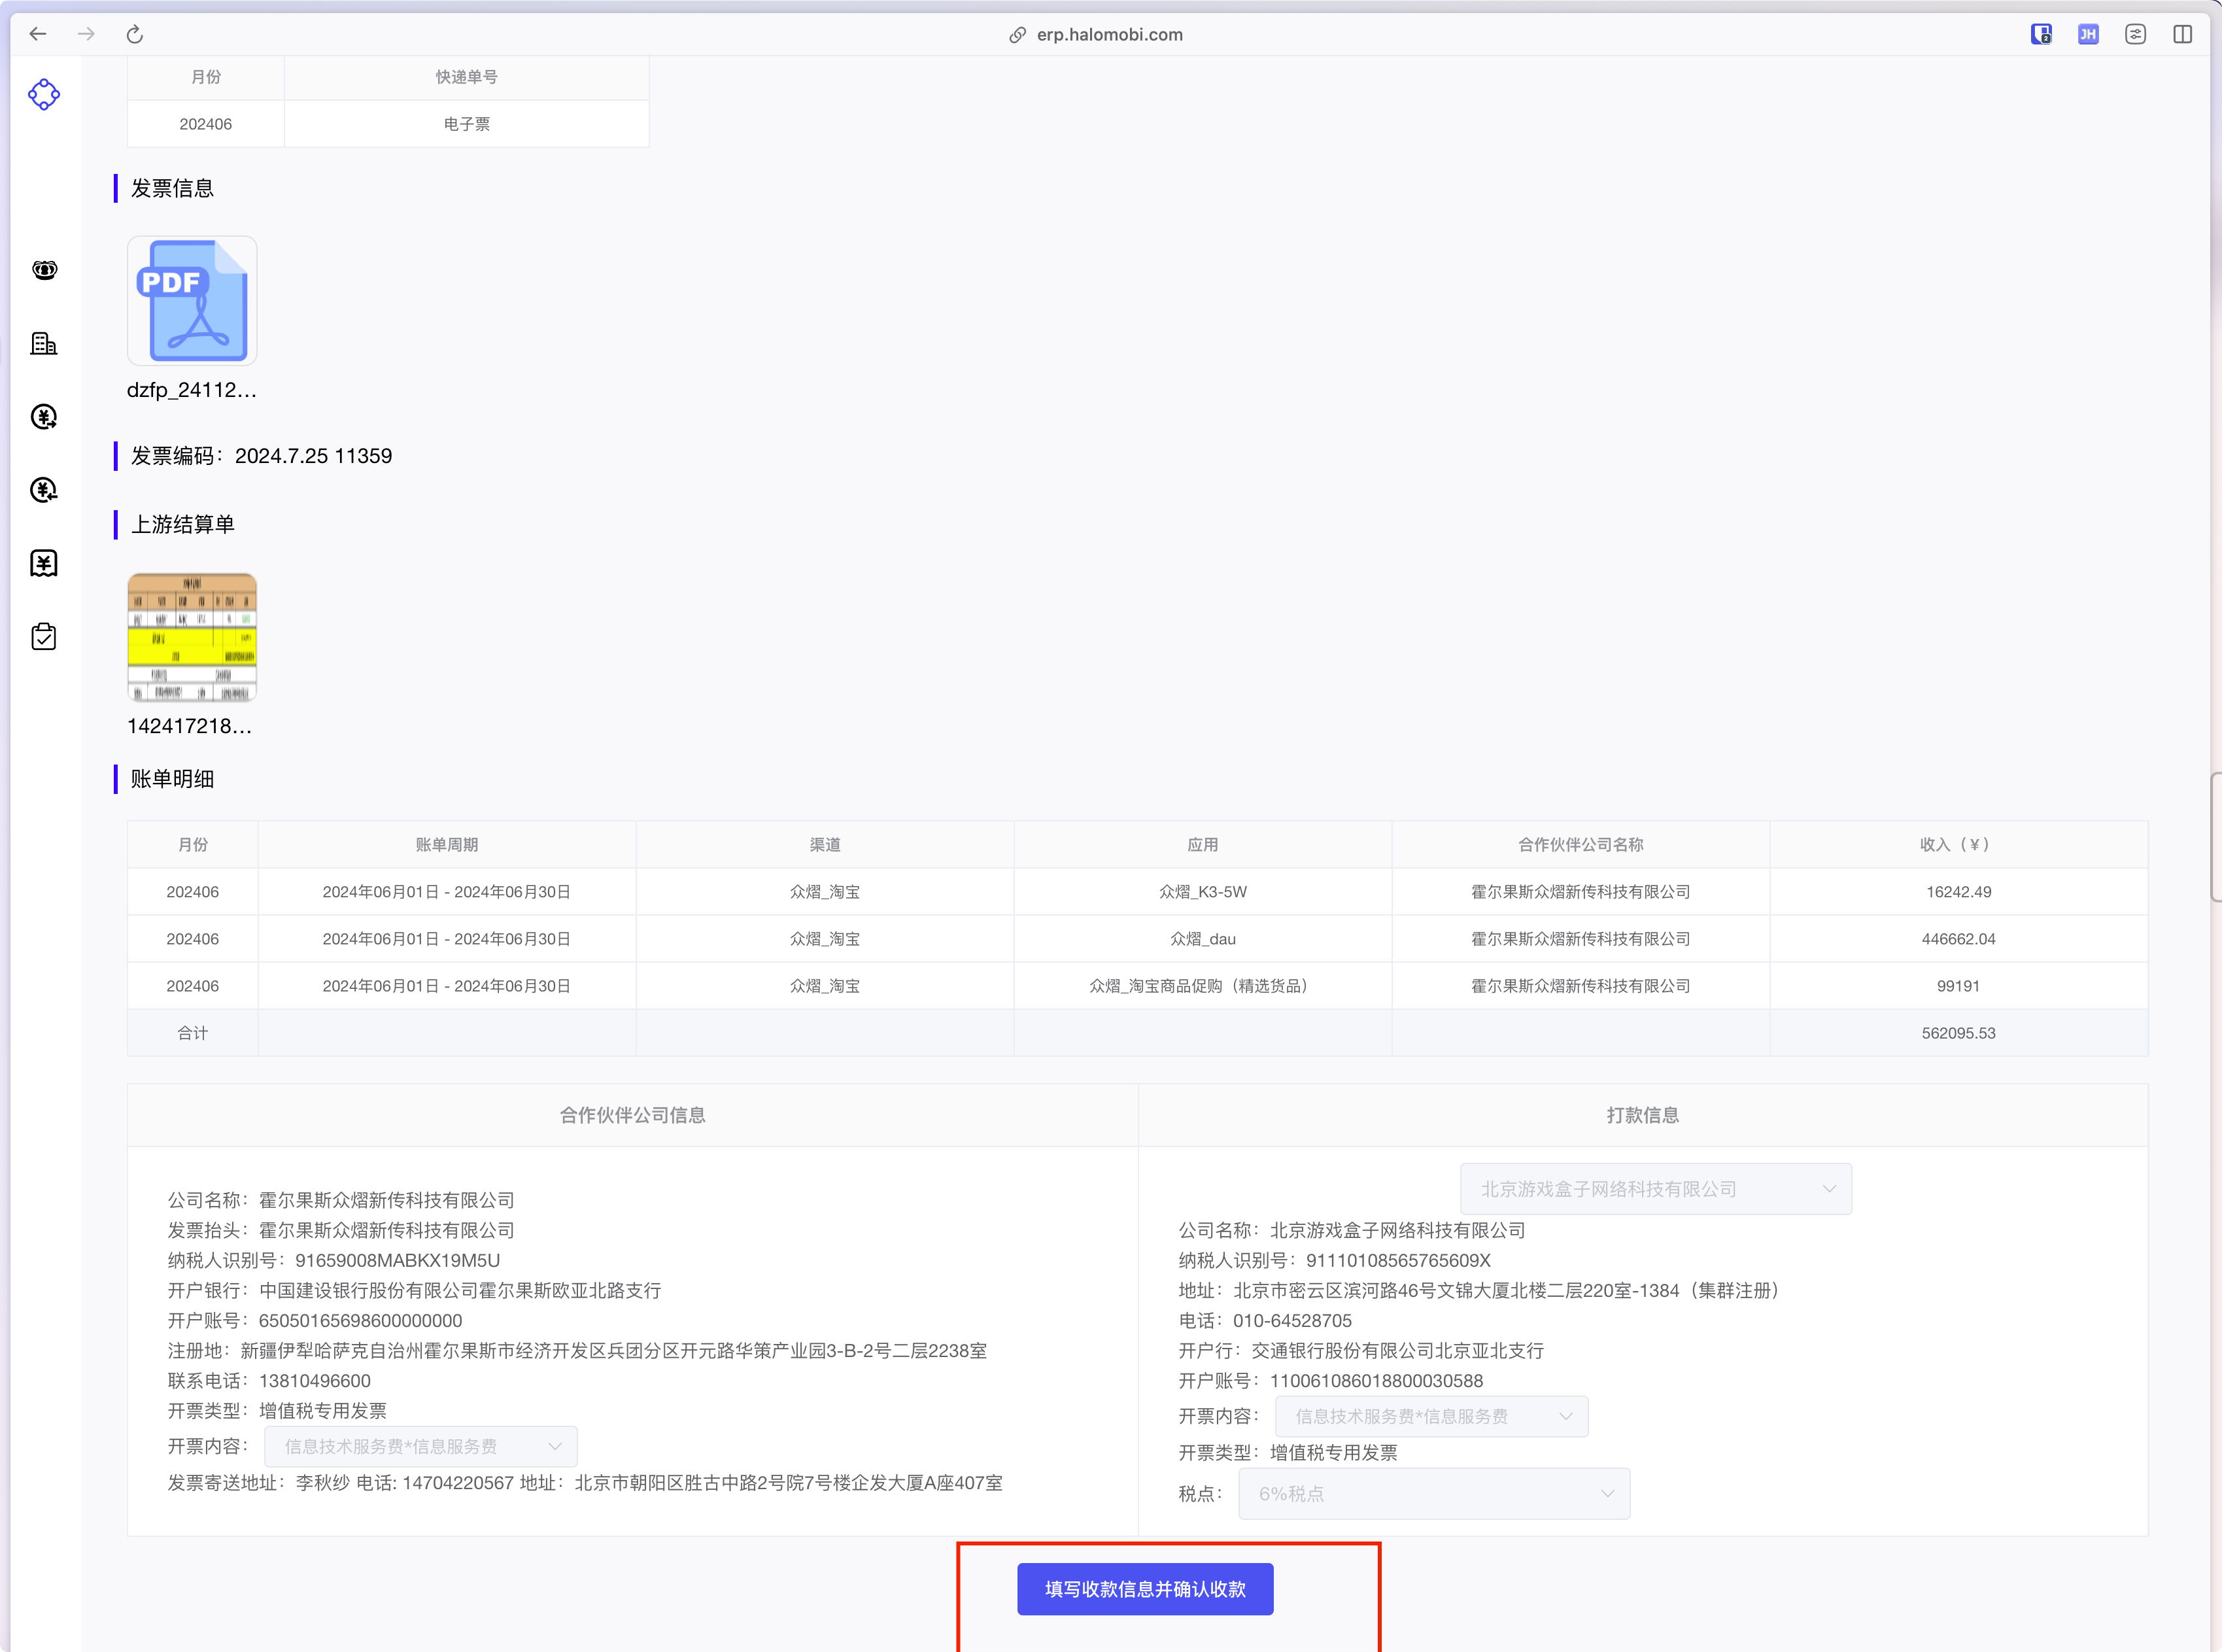 erp.halomobi.com
2
JH
月份 快递单号
202406 电子票
发票信息
PDF
dzfp_24112...
发票编码：2024.7.25 11359
上游结算单
142417218...
账单明细
月份 账单周期 渠道 应用 合作伙伴公司名称 收入（¥）
202406 2024年06月01日 - 2024年06月30日 众熠_淘宝 众熠_K3-5W 霍尔果斯众熠新传科技有限公司 16242.49
202406 2024年06月01日 - 2024年06月30日 众熠_淘宝 众熠_dau 霍尔果斯众熠新传科技有限公司 446662.04
202406 2024年06月01日 - 2024年06月30日 众熠_淘宝 众熠_淘宝商品促购（精选货品） 霍尔果斯众熠新传科技有限公司 99191
合计 562095.53
合作伙伴公司信息
公司名称：霍尔果斯众熠新传科技有限公司
发票抬头：霍尔果斯众熠新传科技有限公司
纳税人识别号：91659008MABKX19M5U
开户银行：中国建设银行股份有限公司霍尔果斯欧亚北路支行
开户账号：65050165698600000000
注册地：新疆伊犁哈萨克自治州霍尔果斯市经济开发区兵团分区开元路华策产业园3-B-2号二层2238室
联系电话：13810496600
开票类型：增值税专用发票
开票内容：信息技术服务费*信息服务费
发票寄送地址：李秋纱 电话: 14704220567 地址：北京市朝阳区胜古中路2号院7号楼企发大厦A座407室
打款信息
北京游戏盒子网络科技有限公司
公司名称：北京游戏盒子网络科技有限公司
纳税人识别号：91110108565765609X
地址：北京市密云区滨河路46号文锦大厦北楼二层220室-1384（集群注册）
电话：010-64528705
开户行：交通银行股份有限公司北京亚北支行
开户账号：110061086018800030588
开票内容：信息技术服务费*信息服务费
开票类型：增值税专用发票
税点：6%税点
填写收款信息并确认收款